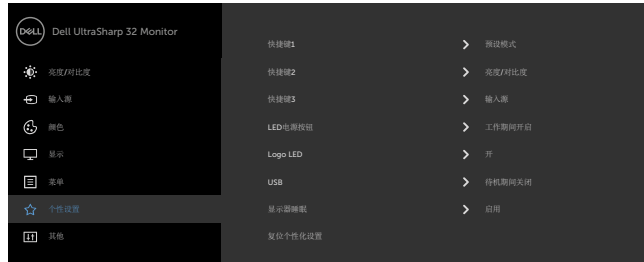 DELL Dell UltraSharp 32 Monitor
亮度/对比度
输入源
颜色
显示
菜单
个性设置
其他
快捷键1 预设模式
快捷键2 亮度/对比度
快捷键3 输入源
LED电源按钮 工作期间开启
Logo LED 开
USB 待机期间关闭
显示器睡眠 启用
复位个性化设置